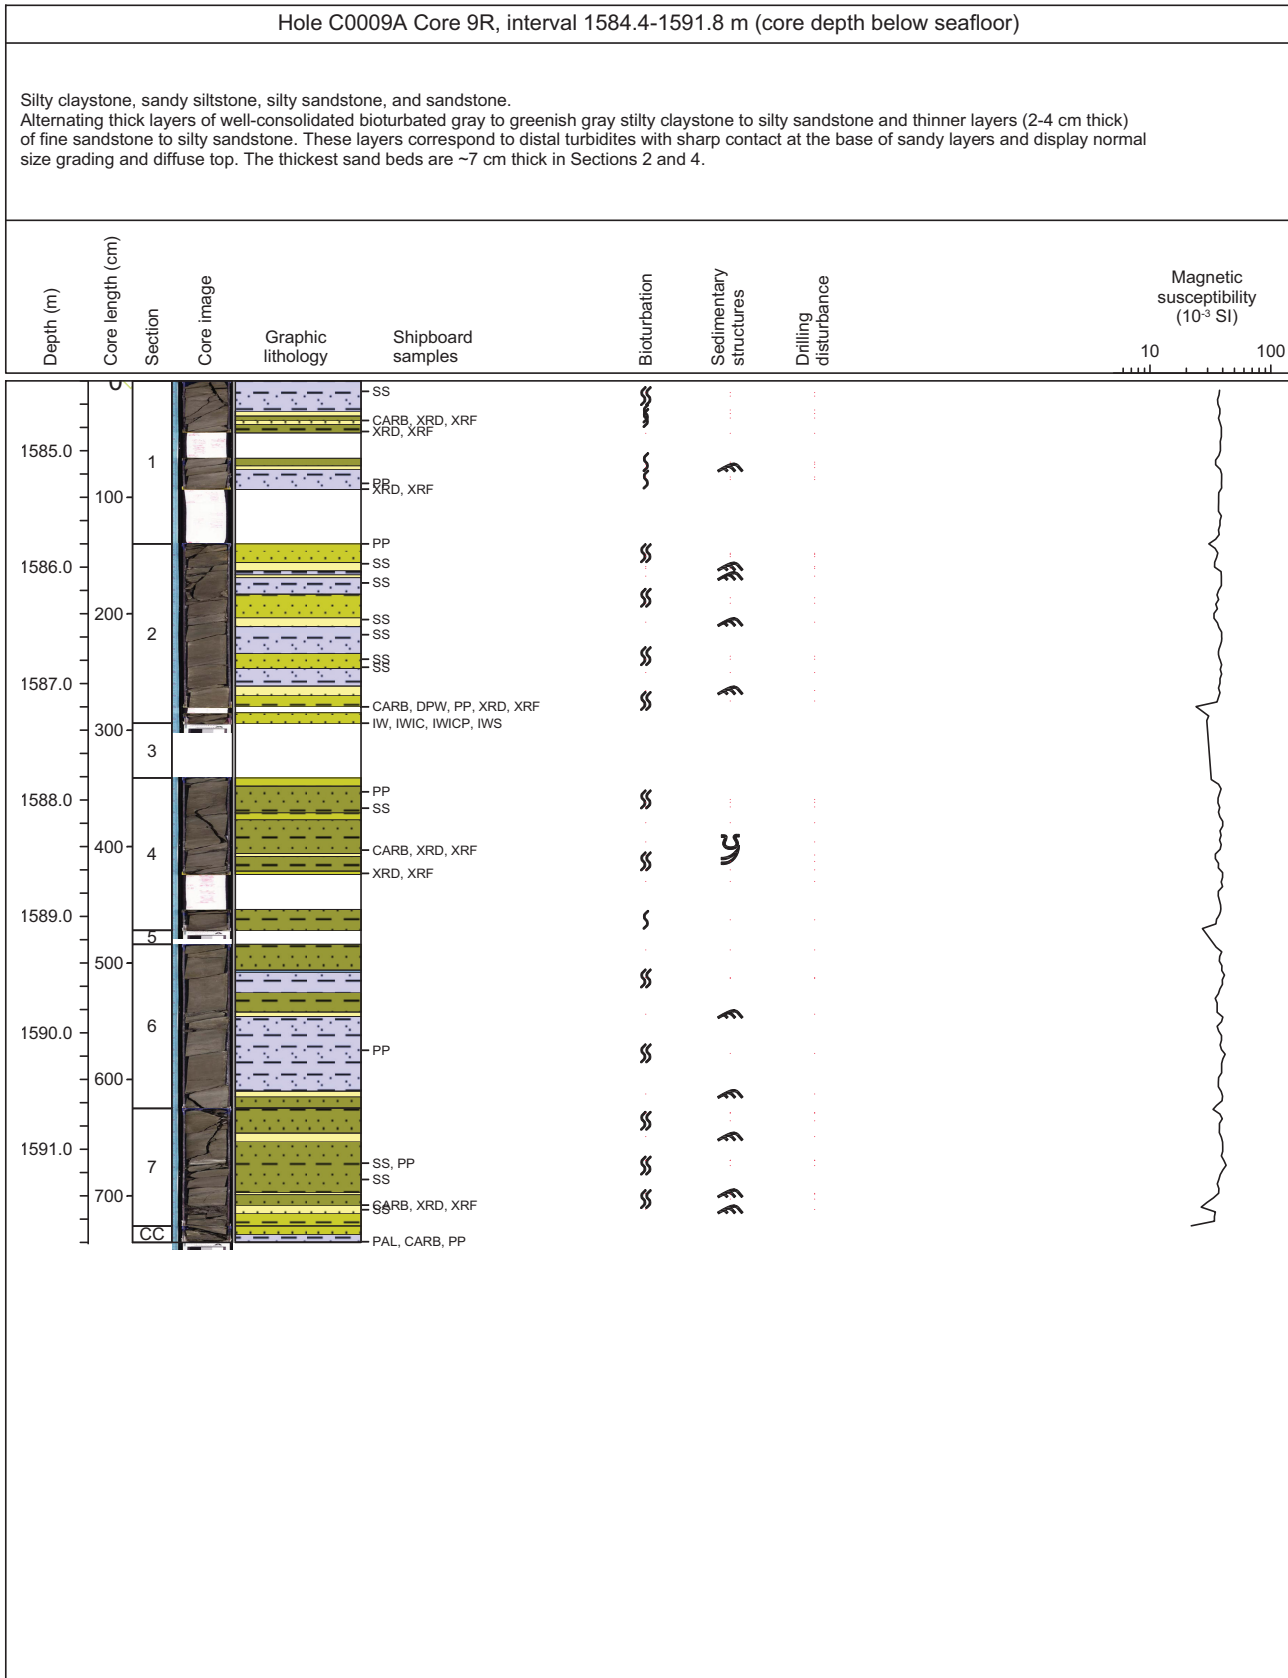 Hole C0009A Core 9R, interval 1584.4-1591.8 m (core depth below seafloor)
Silty claystone, sandy siltstone, silty sandstone, and sandstone.
Alternating thick layers of well-consolidated bioturbated gray to greenish gray stilty claystone to silty sandstone and thinner layers (2-4 cm thick)
of fine sandstone to silty sandstone. These layers correspond to distal turbidites with sharp contact at the base of sandy layers and display normal
size grading and diffuse top. The thickest sand beds are ~7 cm thick in Sections 2 and 4.
Depth (m)
Core length (cm)
Section
Core image
Graphic
lithology
Shipboard
samples
Bioturbation
Sedimentary
structures
Drilling
disturbance
Magnetic
susceptibility
(10⁻³ SI)
10 100
0
SS
CARB, XRD, XRF
XRD, XRF
1585.0
1
PP
XRD, XRF
100
PP
SS
1586.0
SS
200
SS
2
SS
SS
SS
1587.0
CARB, DPW, PP, XRD, XRF
IW, IWIC, IWICP, IWS
300
3
PP
1588.0
SS
400
CARB, XRD, XRF
4
XRD, XRF
1589.0
5
500
6
1590.0
PP
600
1591.0
SS, PP
7
SS
700
CARB, XRD, XRF
SS
CC
PAL, CARB, PP